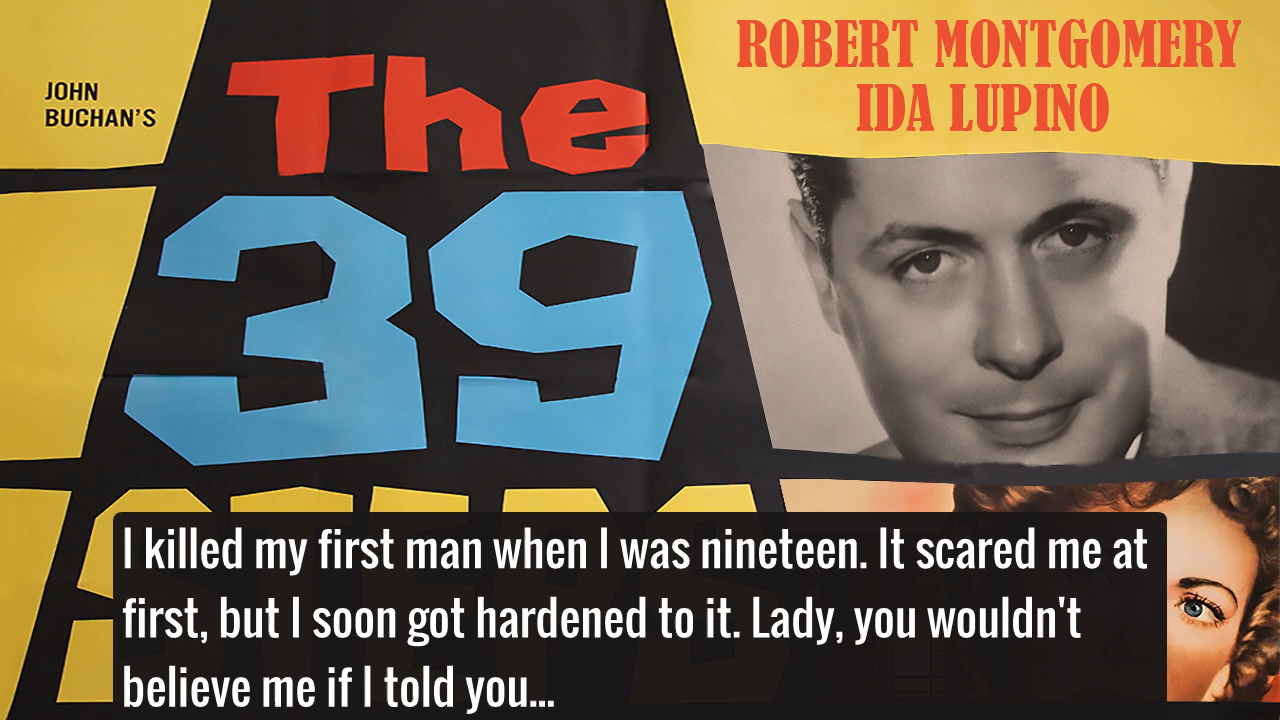 JOHN
BUCHAN'S
The
39
STEPS
ROBERT MONTGOMERY
IDA LUPINO
I killed my first man when I was nineteen. It scared me at
first, but I soon got hardened to it. Lady, you wouldn't
believe me if I told you...